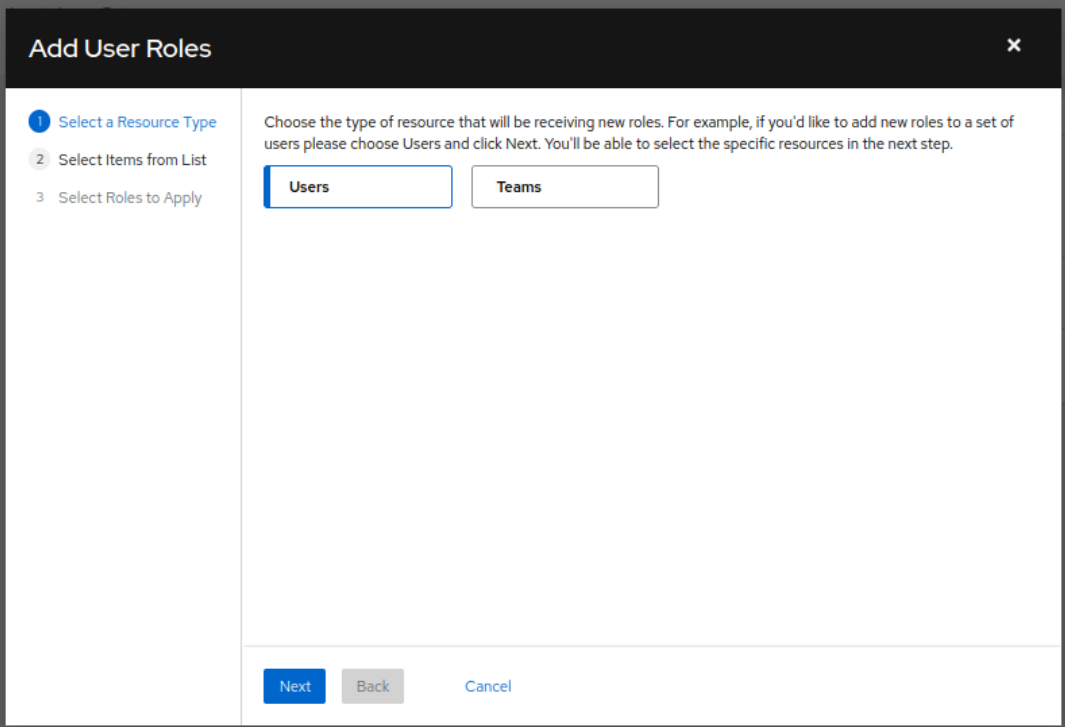 Add User Roles
1 Select a Resource Type
2 Select Items from List
3 Select Roles to Apply
Choose the type of resource that will be receiving new roles. For example, if you'd like to add new roles to a set of
users please choose Users and click Next. You'll be able to select the specific resources in the next step.
Users
Teams
Next
Back
Cancel